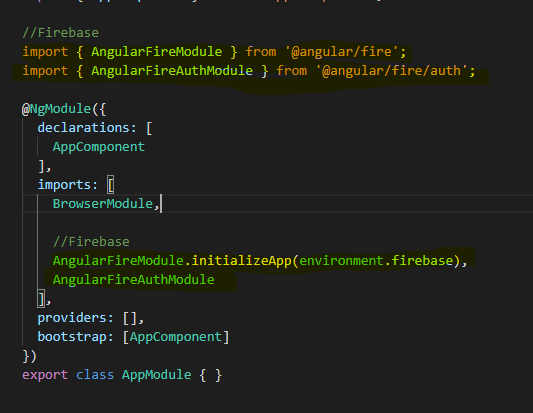 //Firebase
import { AngularFireModule } from '@angular/fire';
import { AngularFireAuthModule } from '@angular/fire/auth';
@NgModule({
declarations: [
AppComponent
],
imports: [
BrowserModule,
//Firebase
AngularFireModule.initializeApp(environment.firebase),
AngularFireAuthModule
],
providers: [],
bootstrap: [AppComponent]
})
export class AppModule { }